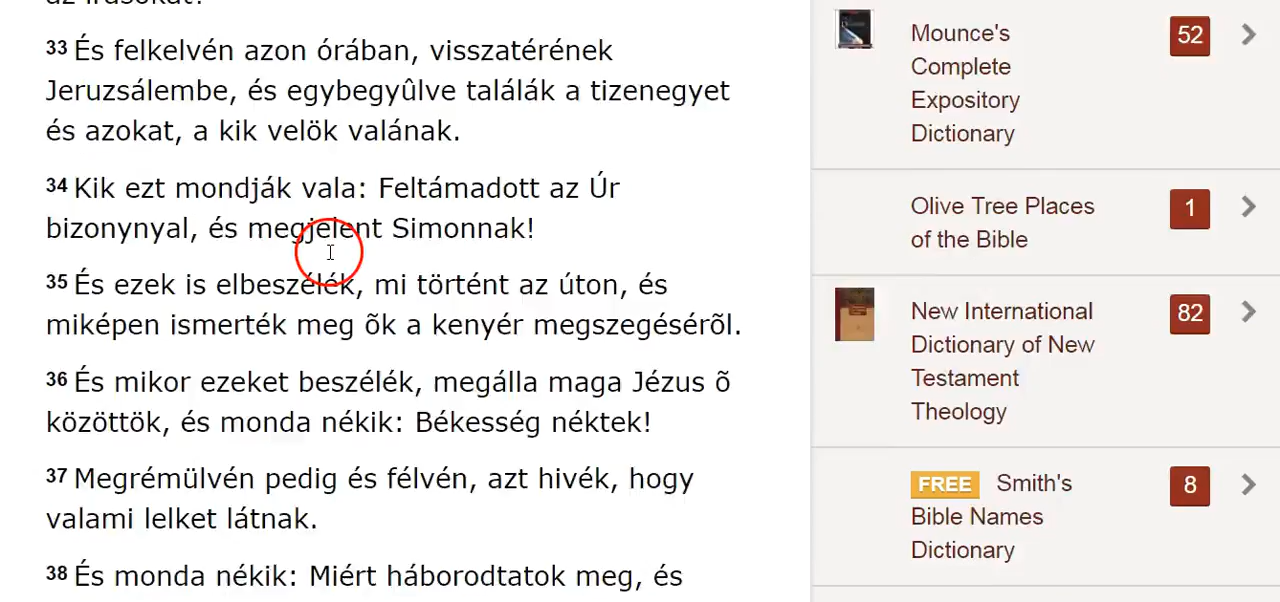 az írásokat!
33 És felkelvén azon órában, visszatérének
Jeruzsálembe, és egybegyûlve találák a tizenegyet
és azokat, a kik velök valának.
34 Kik ezt mondják vala: Feltámadott az Úr
bizonynyal, és megjelent Simonnak!
35 És ezek is elbeszélék, mi történt az úton, és
miképen ismerték meg õk a kenyér megszegésérõl.
36 És mikor ezeket beszélék, megálla maga Jézus õ
közöttök, és monda nékik: Békesség néktek!
37 Megrémülvén pedig és félvén, azt hivék, hogy
valami lelket látnak.
38 És monda nékik: Miért háborodtatok meg, és
Mounce's 52
Complete
Expository
Dictionary
Olive Tree Places 1
of the Bible
New International 82
Dictionary of New
Testament
Theology
FREE Smith's 8
Bible Names
Dictionary